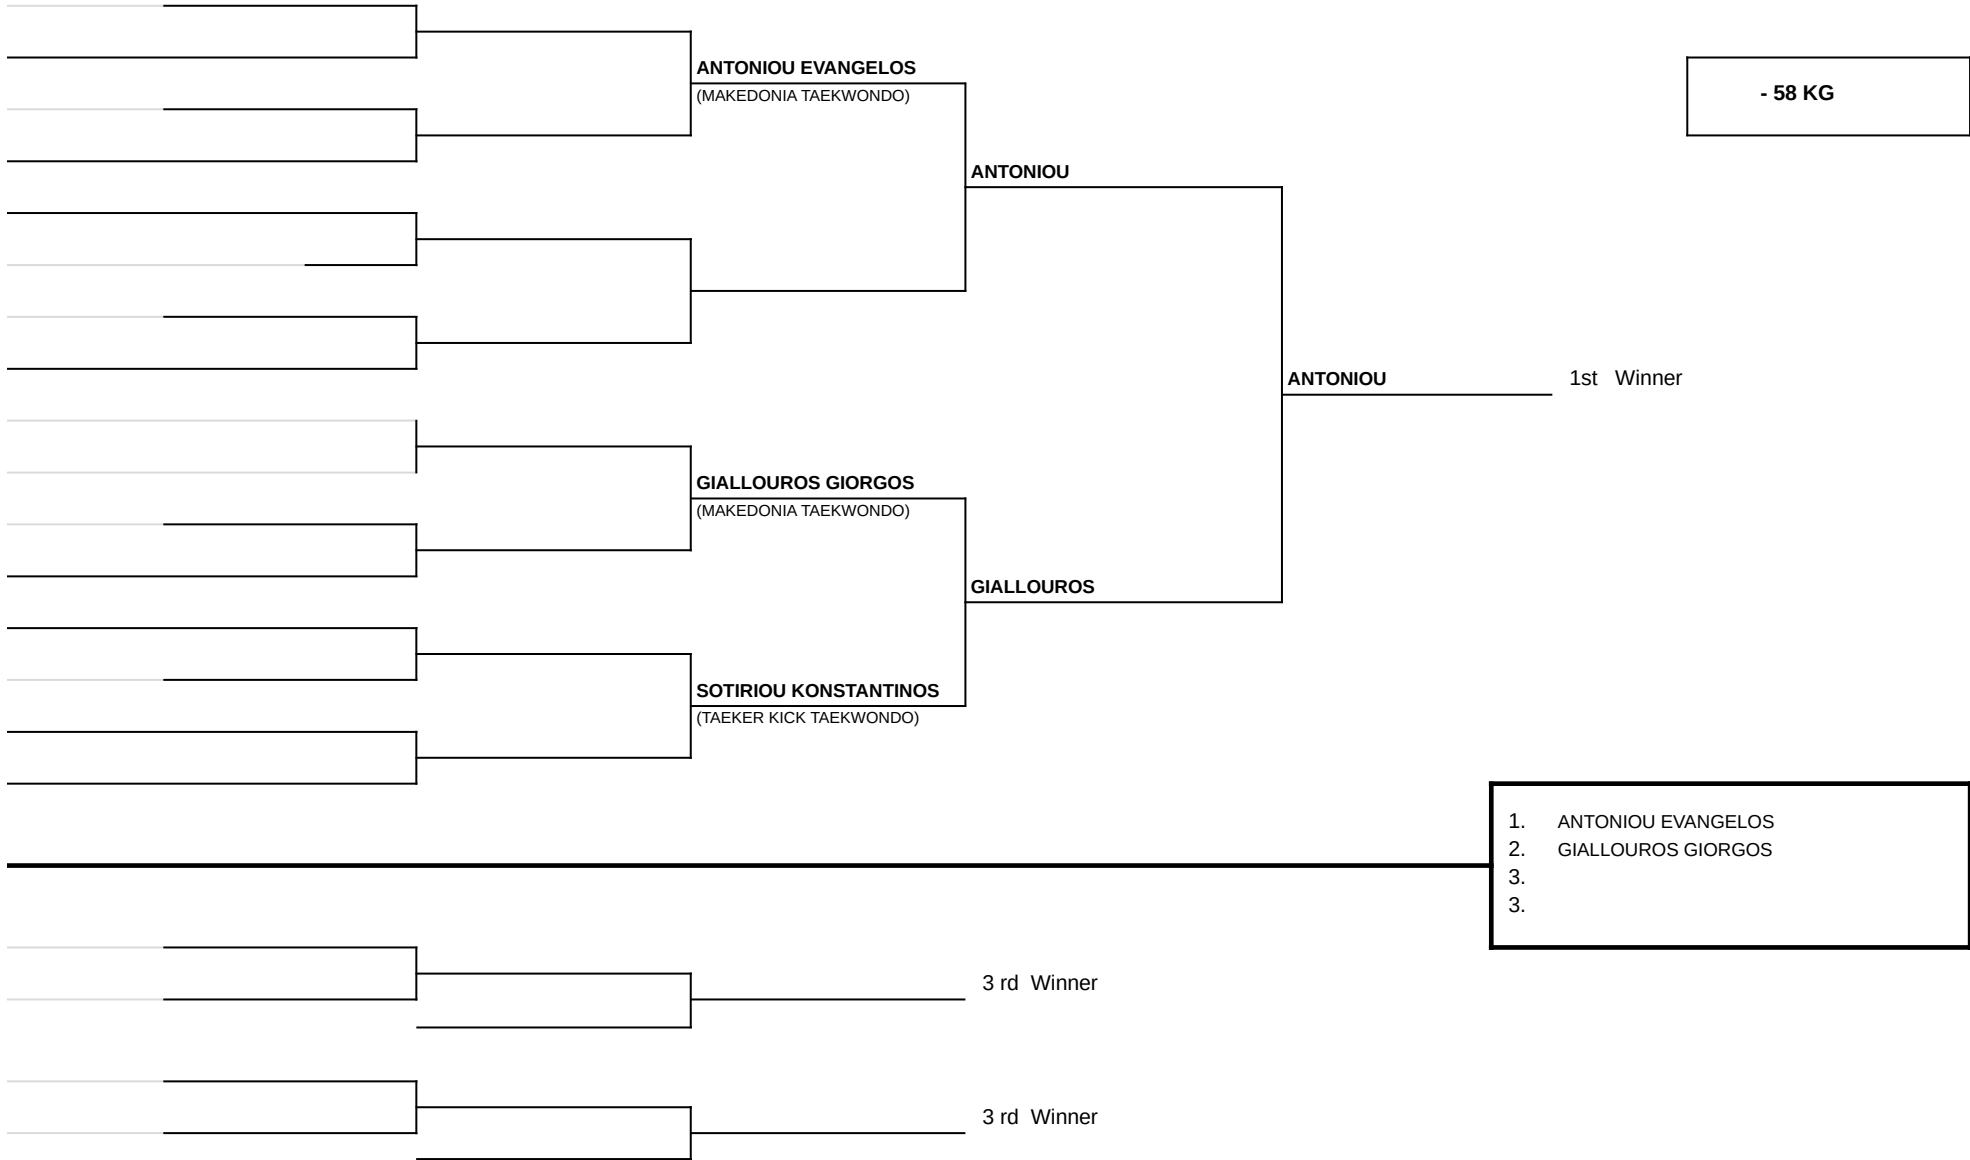 ANTONIOU EVANGELOS
(MAKEDONIA TAEKWONDO)
- 58 KG
ANTONIOU
ANTONIOU
1st Winner
GIALLOUROS GIORGOS
(MAKEDONIA TAEKWONDO)
GIALLOUROS
SOTIRIOU KONSTANTINOS
(TAEKER KICK TAEKWONDO)
1. ANTONIOU EVANGELOS
2. GIALLOUROS GIORGOS
3.
3.
3 rd Winner
3 rd Winner